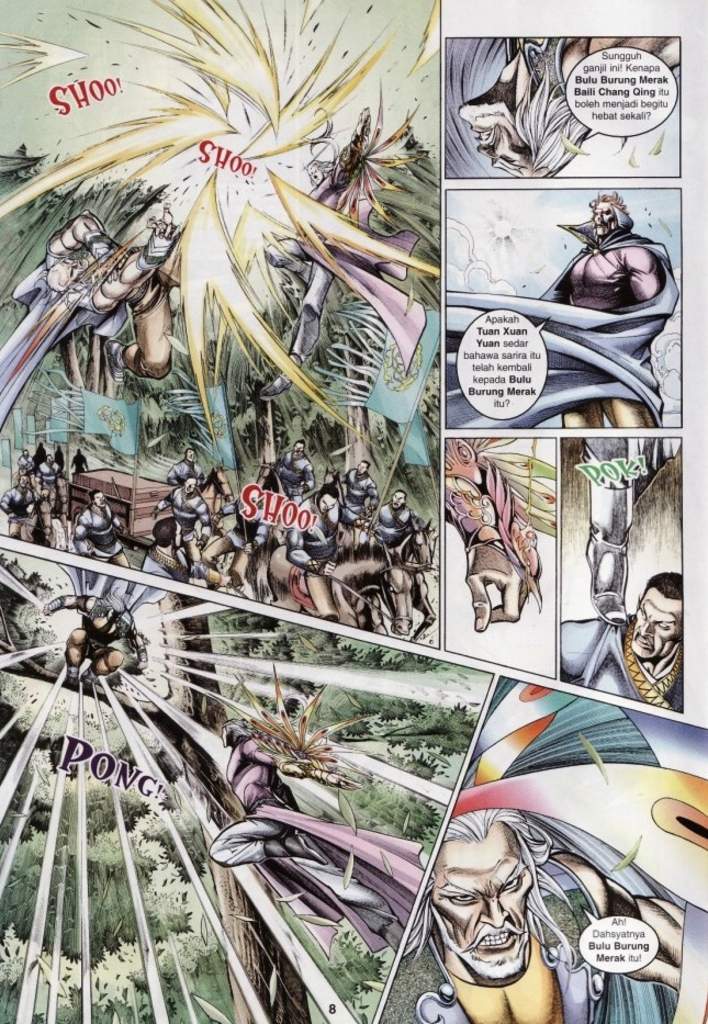 SHOO!
SHOO!
SHOO!
Sungguh
ganjil ini! Kenapa
Bulu Burung Merak
Baili Chang Qing itu
boleh menjadi begitu
hebat sekali?
Apakah
Tuan Xuan
Yuan sedar
bahawa sarira itu
telah kembali
kepada Bulu
Burung Merak
itu?
POK!
PONG!
Ah!
Dahsyatnya
Bulu Burung
Merak itu!
8